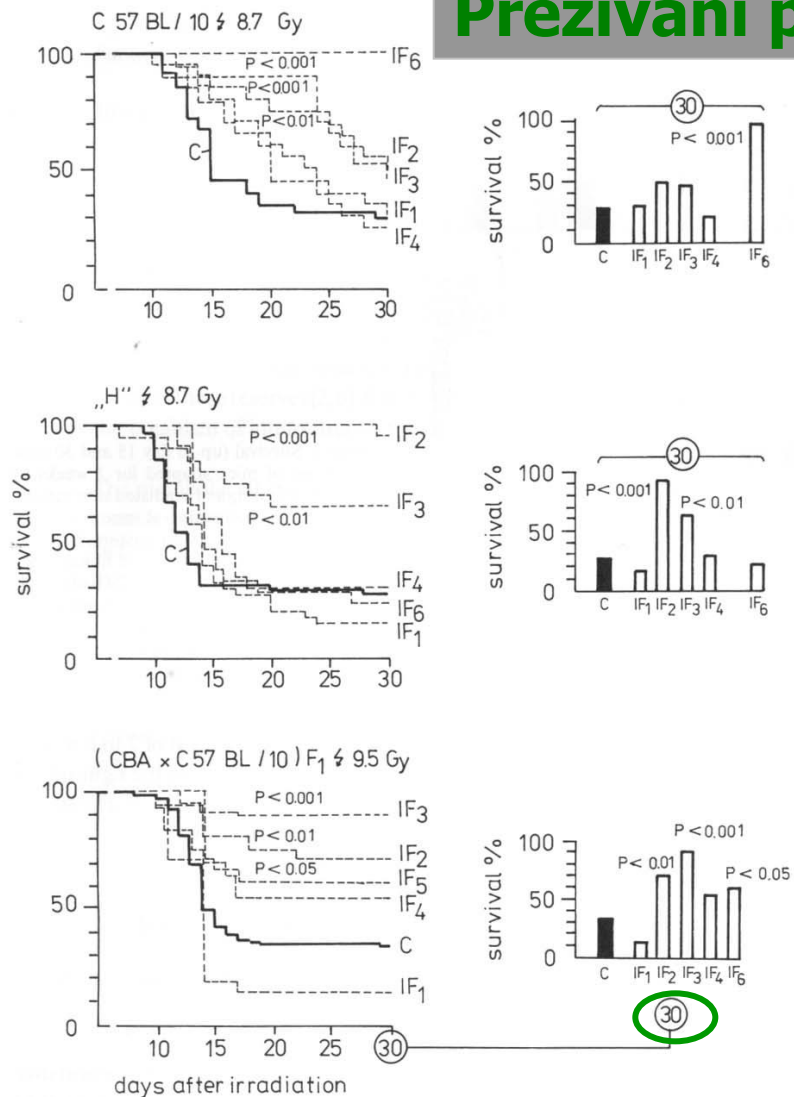 Přežívání p
C 57 BL / 10 ϟ 8.7 Gy
100
50
0
10 15 20 25 30
P < 0.001
P < 0.001
P < 0.01
C
IF6
IF2
IF3
IF1
IF4
survival %
100
50
0
30
P < 0.001
C IF1 IF2 IF3 IF4 IF6
„H" ϟ 8.7 Gy
survival %
100
50
0
10 15 20 25 30
P < 0.001
P < 0.01
C
IF2
IF3
IF4
IF6
IF1
survival %
100
50
0
30
P < 0.001
P < 0.01
C IF1 IF2 IF3 IF4 IF6
( CBA × C 57 BL / 10 ) F1 ϟ 9.5 Gy
100
50
0
10 15 20 25 30
P < 0.001
P < 0.01
P < 0.05
IF3
IF2
IF5
IF4
C
IF1
days after irradiation
survival %
100
50
0
P < 0.01
P < 0.001
P < 0.05
C IF1 IF2 IF3 IF4 IF6
30